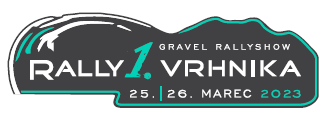 GRAVEL RALLYSHOW
RALLY 1. VRHNIKA
25. | 26. MAREC 2023